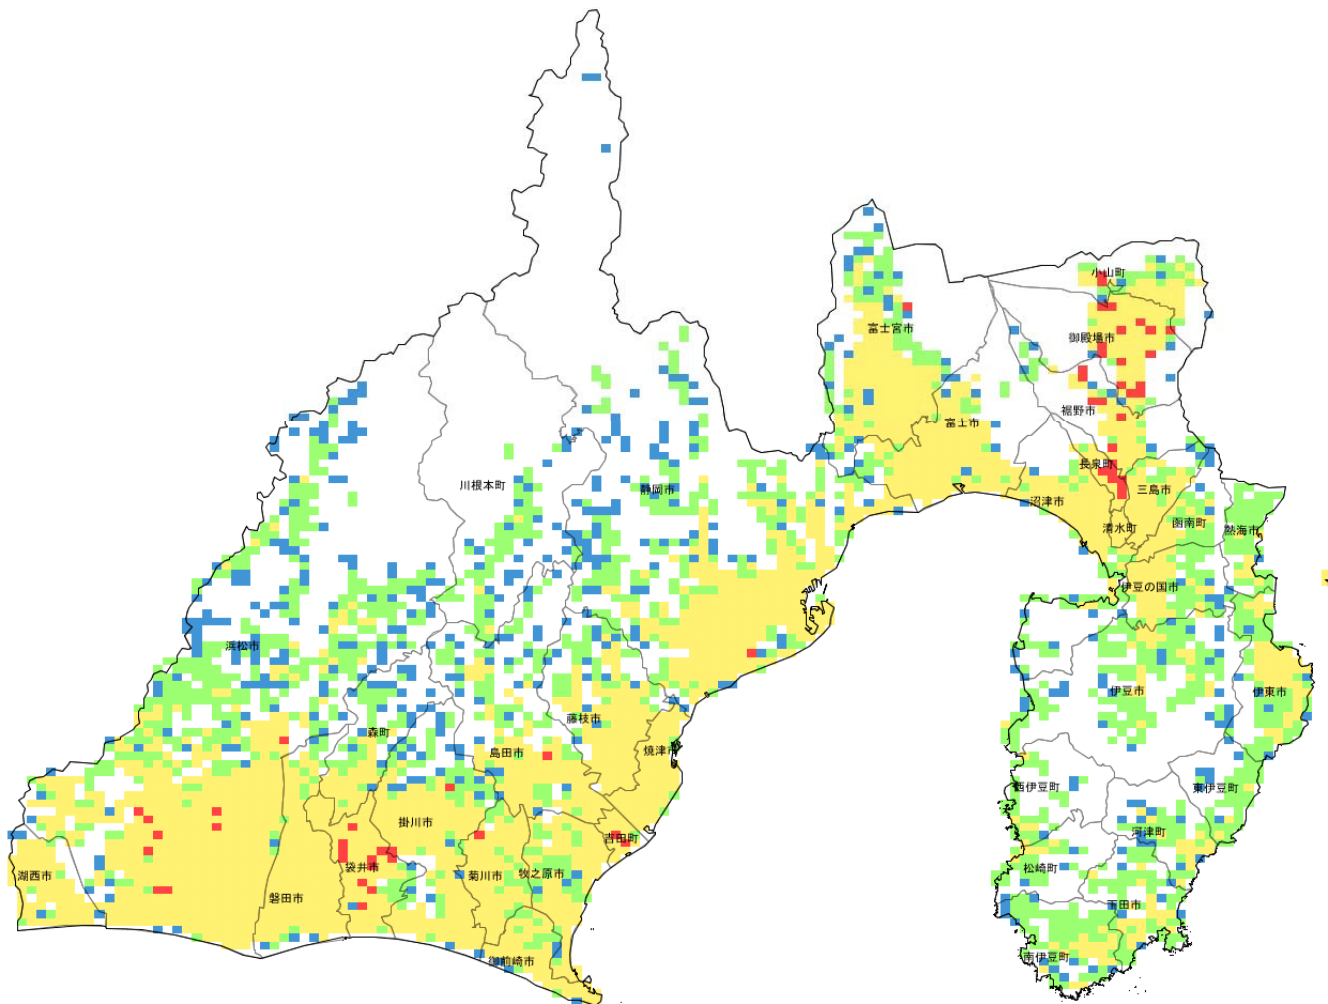 小山町
富士宮市
御殿場市
裾野市
富士市
長泉町
川根本町
静岡市
三島市
沼津市
函南町
清水町
熱海市
伊豆の国市
浜松市
伊豆市
伊東市
藤枝市
森町
島田市
焼津市
西伊豆町
東伊豆町
掛川市
河津町
吉田町
袋井市
松崎町
湖西市
菊川市
牧之原市
磐田市
下田市
南伊豆町
御前崎市